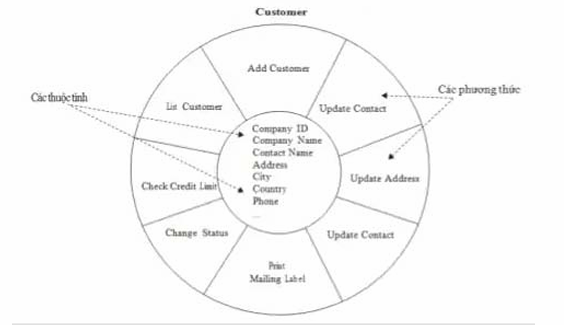 Customer
Add Customer
Các thuộc tính
Các phương thức
List Customer
Update Contact
Company ID
Company Name
Contact Name
Address
City
Country
Phone
...
Check Credit Limit
Update Address
Change Status
Update Contact
Print
Mailing Label